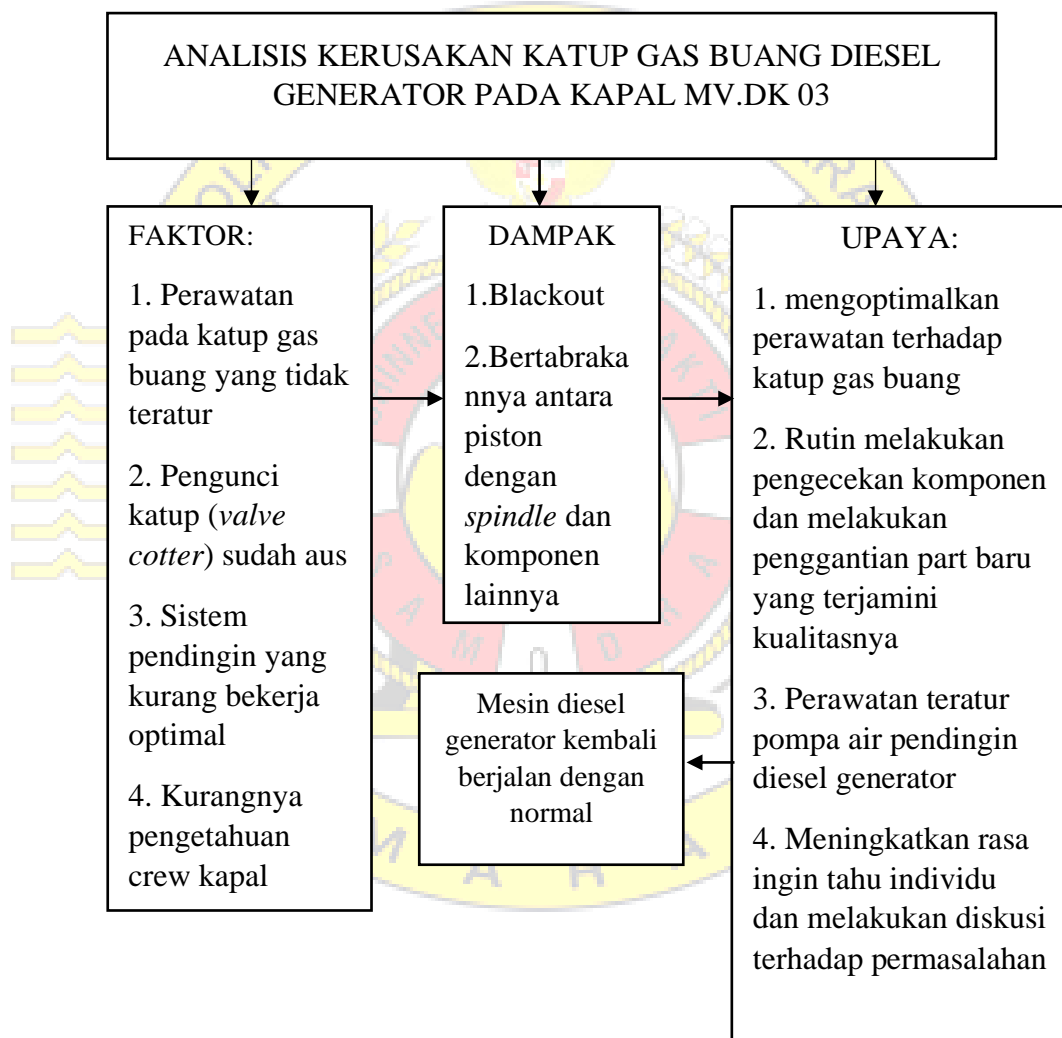 ANALISIS KERUSAKAN KATUP GAS BUANG DIESEL
GENERATOR PADA KAPAL MV.DK 03
FAKTOR:
1. Perawatan
pada katup gas
buang yang tidak
teratur
2. Pengunci
katup (valve
cotter) sudah aus
3. Sistem
pendingin yang
kurang bekerja
optimal
4. Kurangnya
pengetahuan
crew kapal
DAMPAK
1.Blackout
2.Bertabraka
nnya antara
piston
dengan
spindle dan
komponen
lainnya
UPAYA:
1. mengoptimalkan
perawatan terhadap
katup gas buang
2. Rutin melakukan
pengecekan komponen
dan melakukan
penggantian part baru
yang terjamini
kualitasnya
3. Perawatan teratur
pompa air pendingin
diesel generator
4. Meningkatkan rasa
ingin tahu individu
dan melakukan diskusi
terhadap permasalahan
Mesin diesel
generator kembali
berjalan dengan
normal